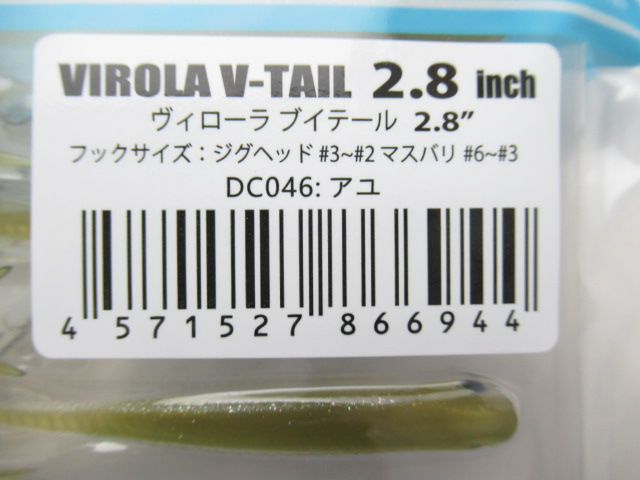 VIROLA V-TAIL 2.8 inch
ヴィローラ ブイテール 2.8”
フックサイズ：ジグヘッド #3~#2 マスバリ #6~#3
DC046: アユ
4 571527 866944